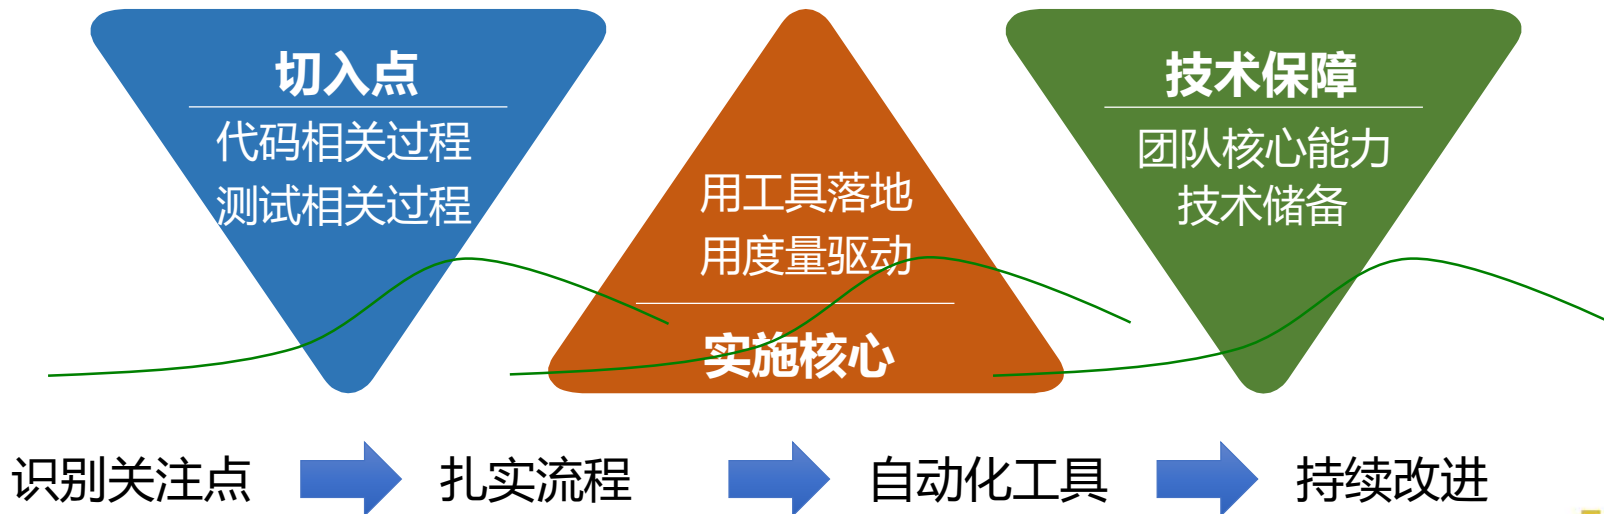 切入点
代码相关过程
测试相关过程
用工具落地
用度量驱动
实施核心
技术保障
团队核心能力
技术储备
识别关注点
扎实流程
自动化工具
持续改进